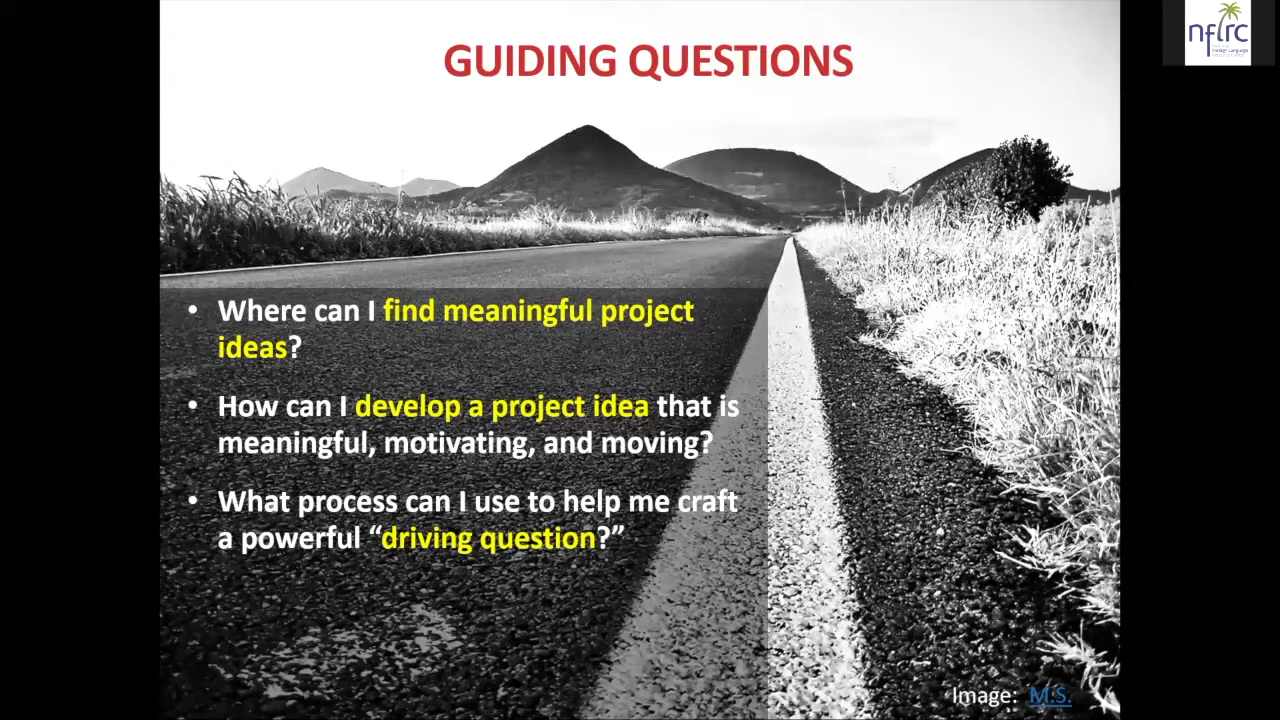 nflrc
GUIDING QUESTIONS
• Where can I find meaningful project
ideas?
• How can I develop a project idea that is
meaningful, motivating, and moving?
• What process can I use to help me craft
a powerful “driving question?”
Image: M.S.